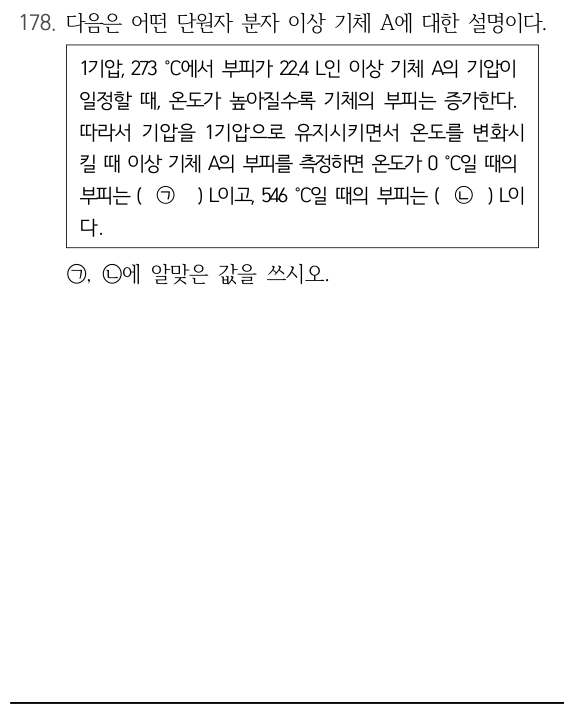 178. 다음은 어떤 단원자 분자 이상 기체 A에 대한 설명이다.
1기압, 273 ℃에서 부피가 22.4 L인 이상 기체 A의 기압이
일정할 때, 온도가 높아질수록 기체의 부피는 증가한다.
따라서 기압을 1기압으로 유지시키면서 온도를 변화시
킬 때 이상 기체 A의 부피를 측정하면 온도가 0 ℃일 때의
부피는 ( ㉠ ) L이고, 546 ℃일 때의 부피는 ( ㉡ ) L이
다.
㉠, ㉡에 알맞은 값을 쓰시오.